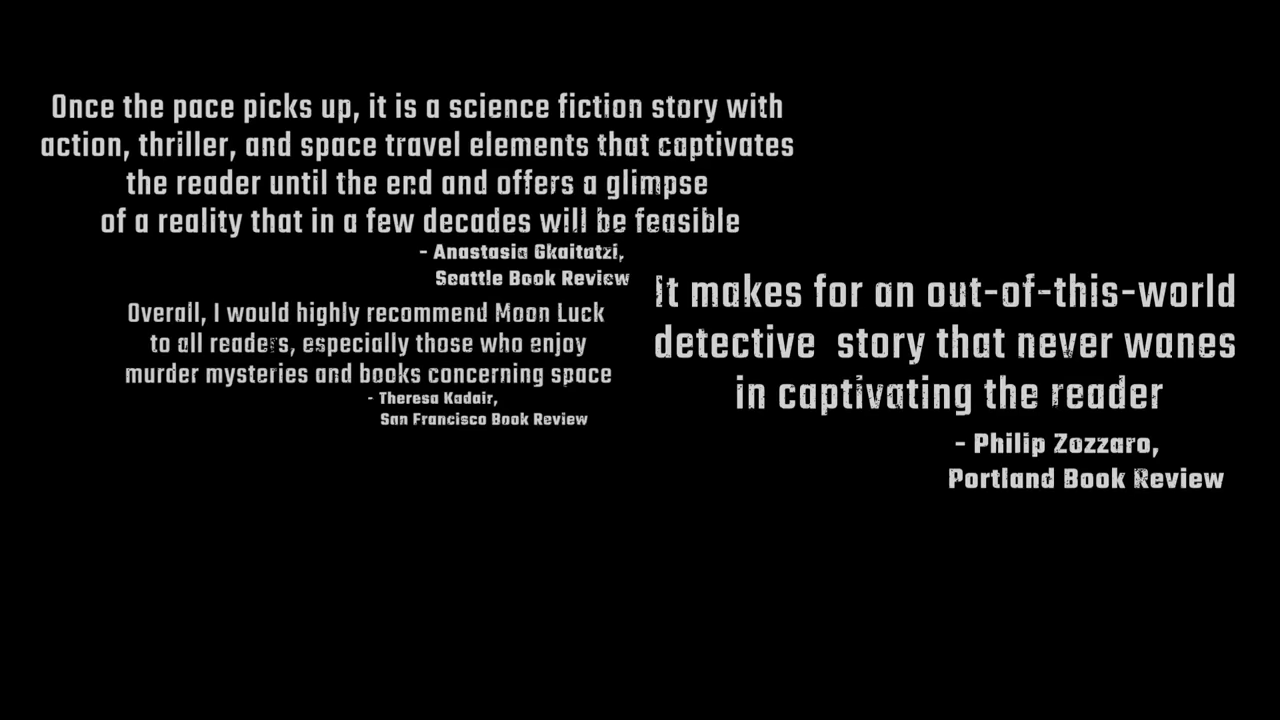 Once the pace picks up, it is a science fiction story with
action, thriller, and space travel elements that captivates
the reader until the end and offers a glimpse
of a reality that in a few decades will be feasible
- Anastasia Gkaitatzi,
Seattle Book Review
Overall, I would highly recommend Moon Luck
to all readers, especially those who enjoy
murder mysteries and books concerning space
- Theresa Kadair,
San Francisco Book Review
It makes for an out-of-this-world
detective story that never wanes
in captivating the reader
- Philip Zozzaro,
Portland Book Review